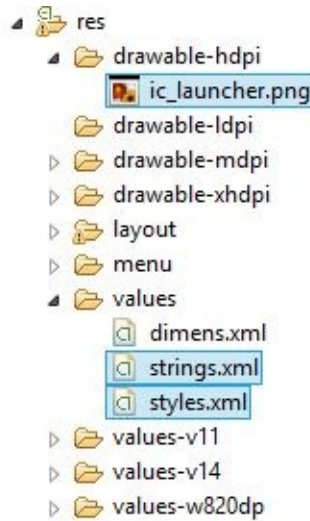 res
drawable-hdpi
ic_launcher.png
drawable-ldpi
drawable-mdpi
drawable-xhdpi
layout
menu
values
dimens.xml
strings.xml
styles.xml
values-v11
values-v14
values-w820dp